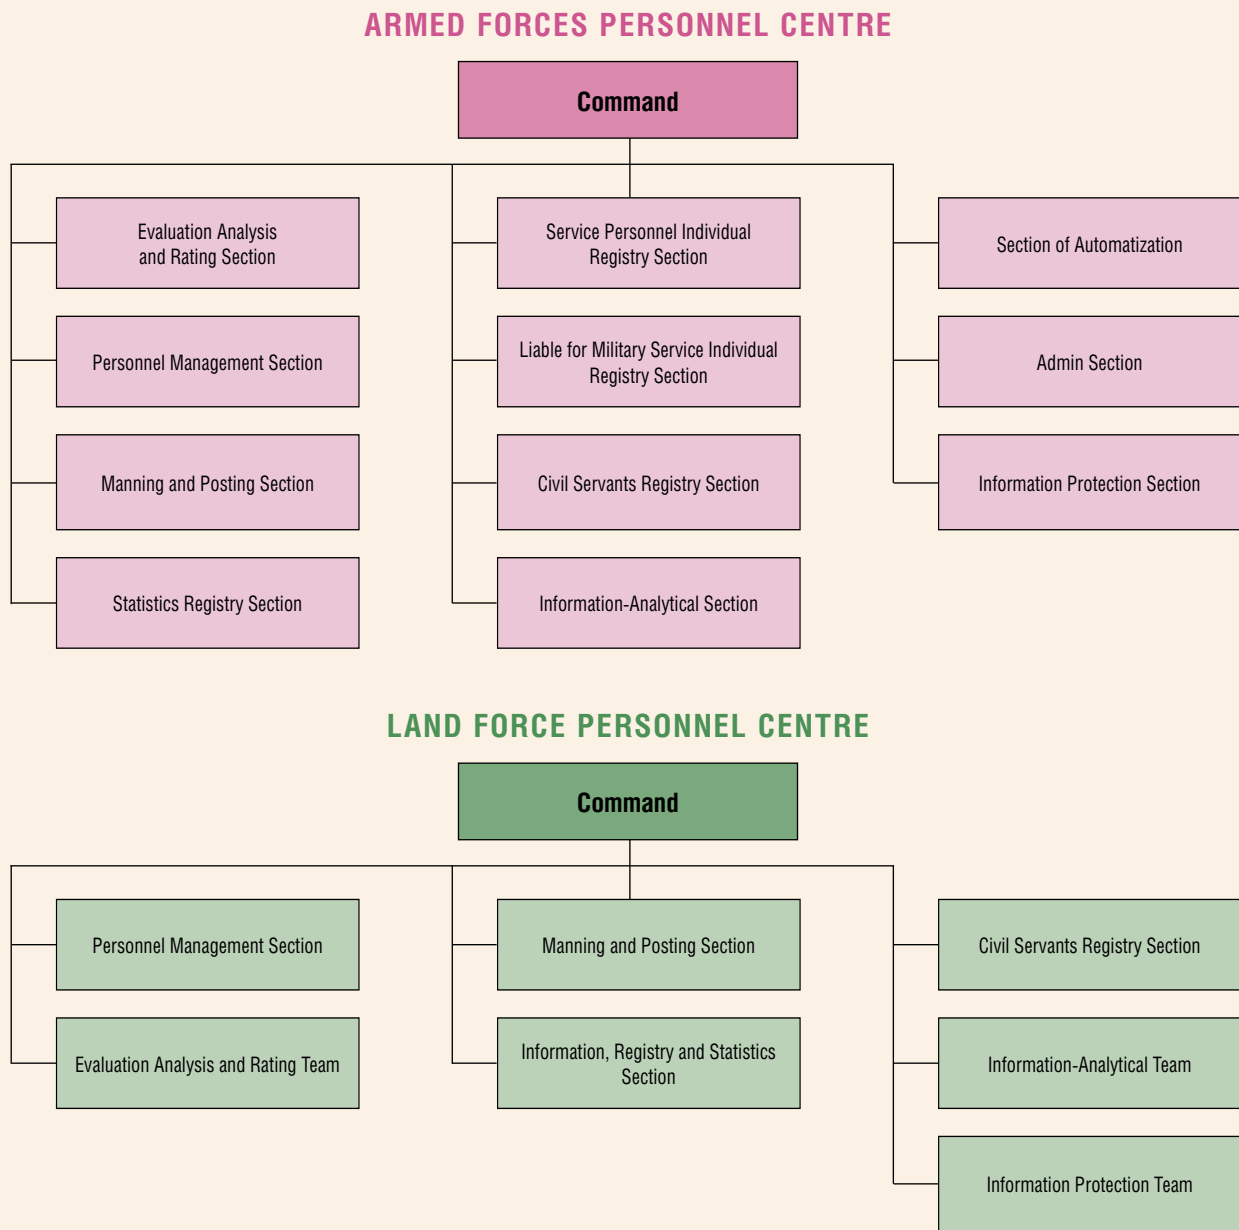 ARMED FORCES PERSONNEL CENTRE
Command
Evaluation Analysis
and Rating Section
Service Personnel Individual
Registry Section
Section of Automatization
Personnel Management Section
Liable for Military Service Individual
Registry Section
Admin Section
Manning and Posting Section
Civil Servants Registry Section
Information Protection Section
Statistics Registry Section
Information-Analytical Section
LAND FORCE PERSONNEL CENTRE
Command
Personnel Management Section
Manning and Posting Section
Civil Servants Registry Section
Evaluation Analysis and Rating Team
Information, Registry and Statistics
Section
Information-Analytical Team
Information Protection Team